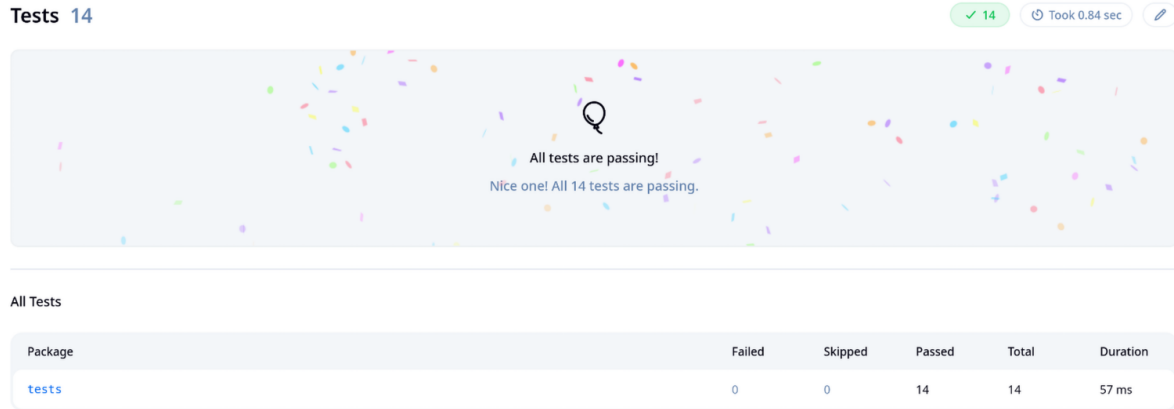 Tests 14
14
Took 0.84 sec
All tests are passing!
Nice one! All 14 tests are passing.
All Tests
Package Failed Skipped Passed Total Duration
tests 0 0 14 14 57 ms